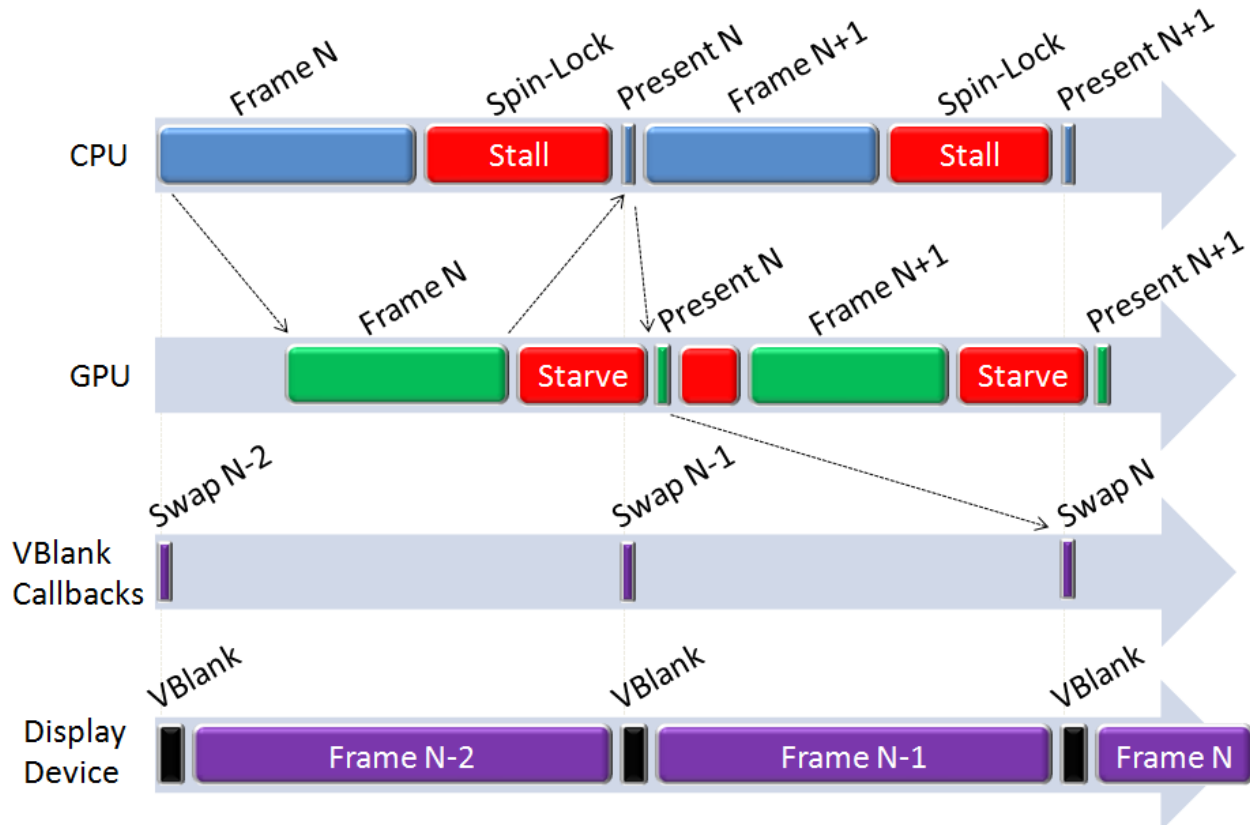 Frame N
Spin-Lock
Present N
Frame N+1
Spin-Lock
Present N+1
CPU
Stall
Stall
Frame N
Present N
Frame N+1
Present N+1
GPU
Starve
Starve
Swap N-2
Swap N-1
Swap N
VBlank
Callbacks
VBlank
VBlank
VBlank
Display
Device
Frame N-2
Frame N-1
Frame N